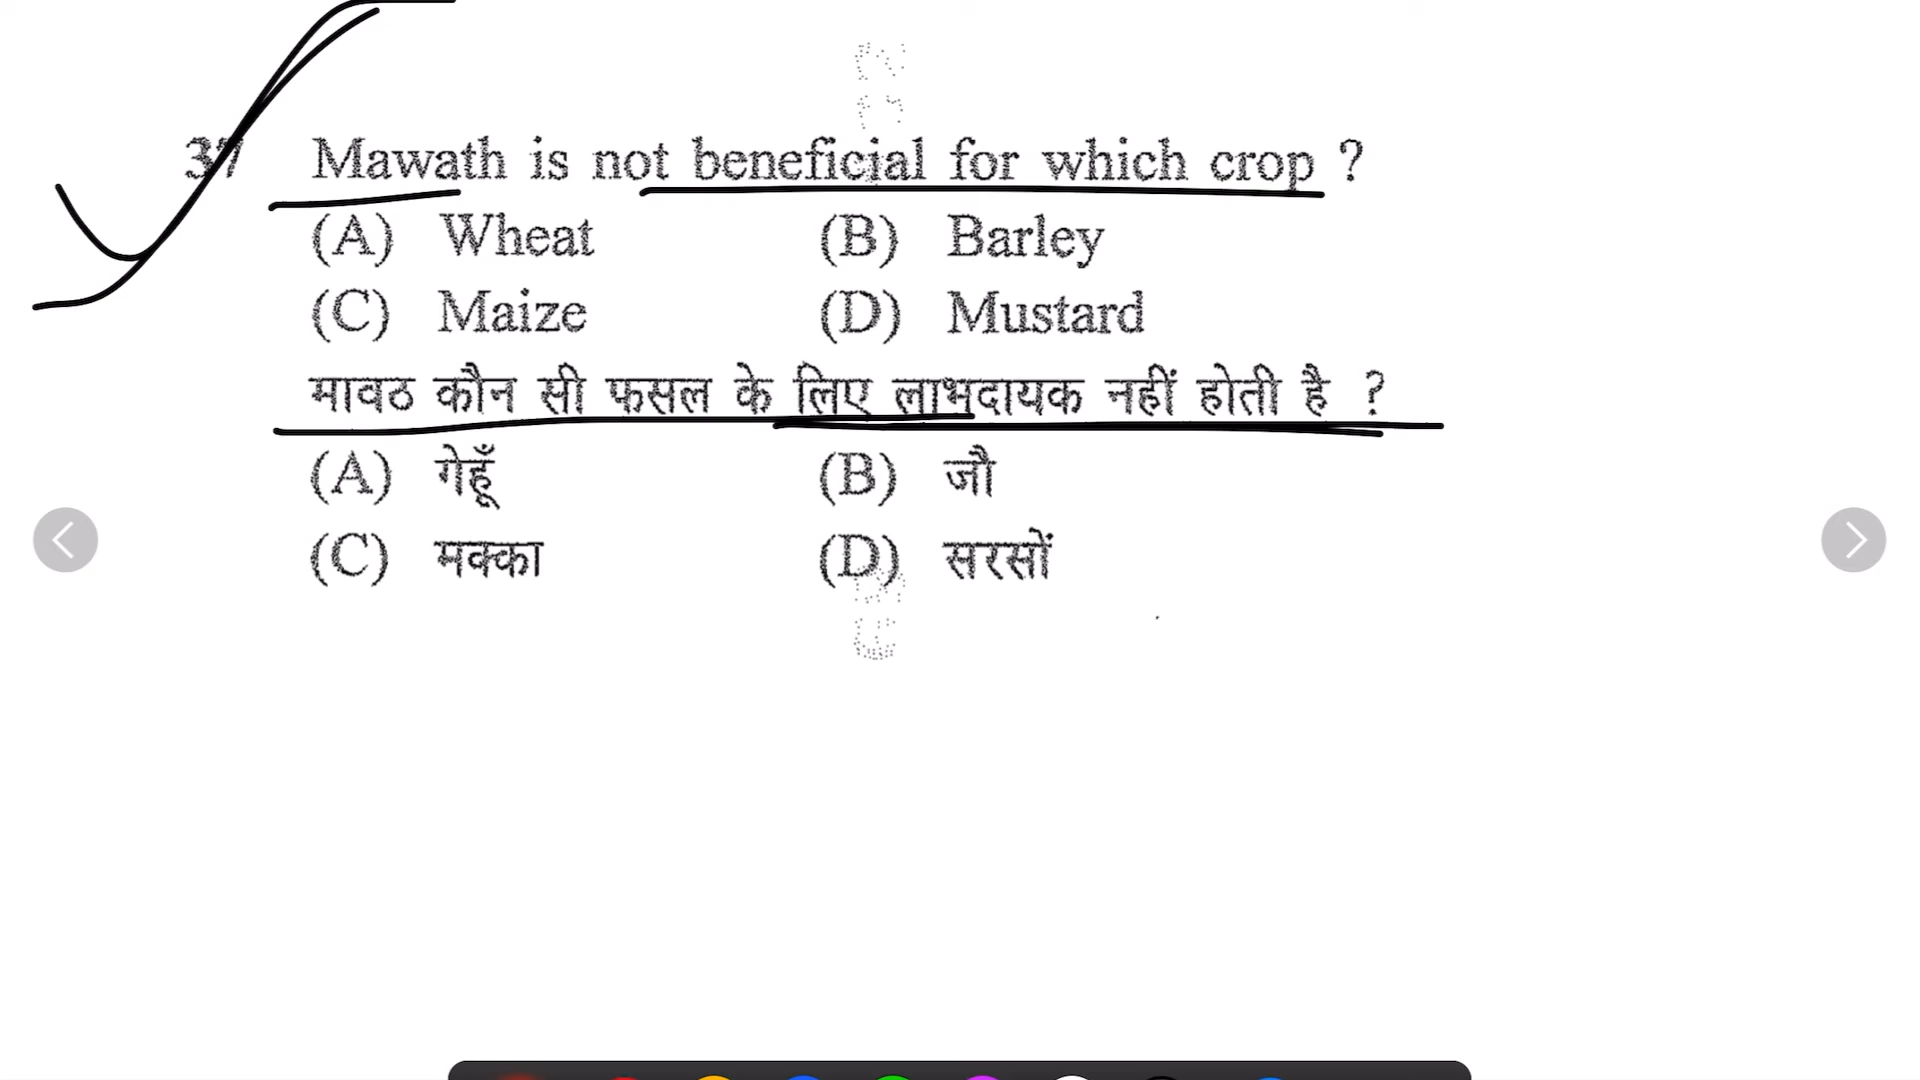 37 Mawath is not beneficial for which crop ?
(A) Wheat (B) Barley
(C) Maize (D) Mustard
मावठ कौन सी फसल के लिए लाभदायक नहीं होती है ?
(A) गेहूँ (B) जौ
(C) मक्का (D) सरसों